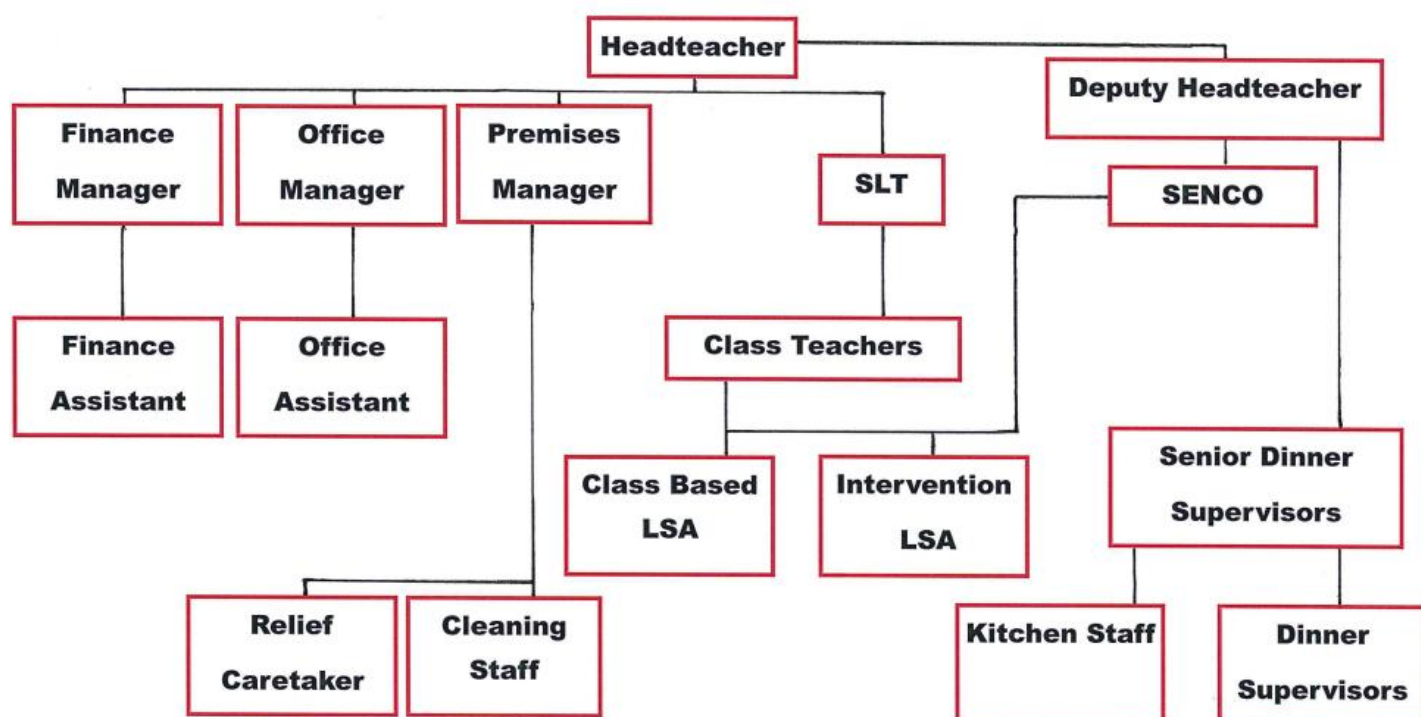 Headteacher
Deputy Headteacher
Finance
Manager
Office
Manager
Premises
Manager
SLT
SENCO
Finance
Assistant
Office
Assistant
Class Teachers
Class Based
LSA
Intervention
LSA
Senior Dinner
Supervisors
Relief
Caretaker
Cleaning
Staff
Kitchen Staff
Dinner
Supervisors